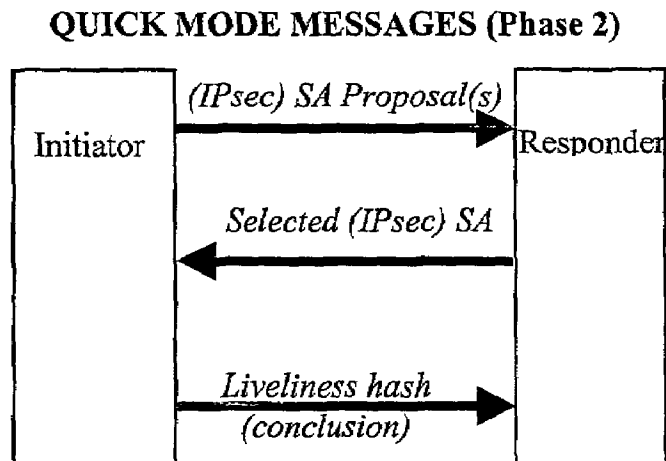 QUICK MODE MESSAGES (Phase 2)
(IPsec) SA Proposal(s)
Initiator
Responder
Selected (IPsec) SA
Liveliness hash
(conclusion)